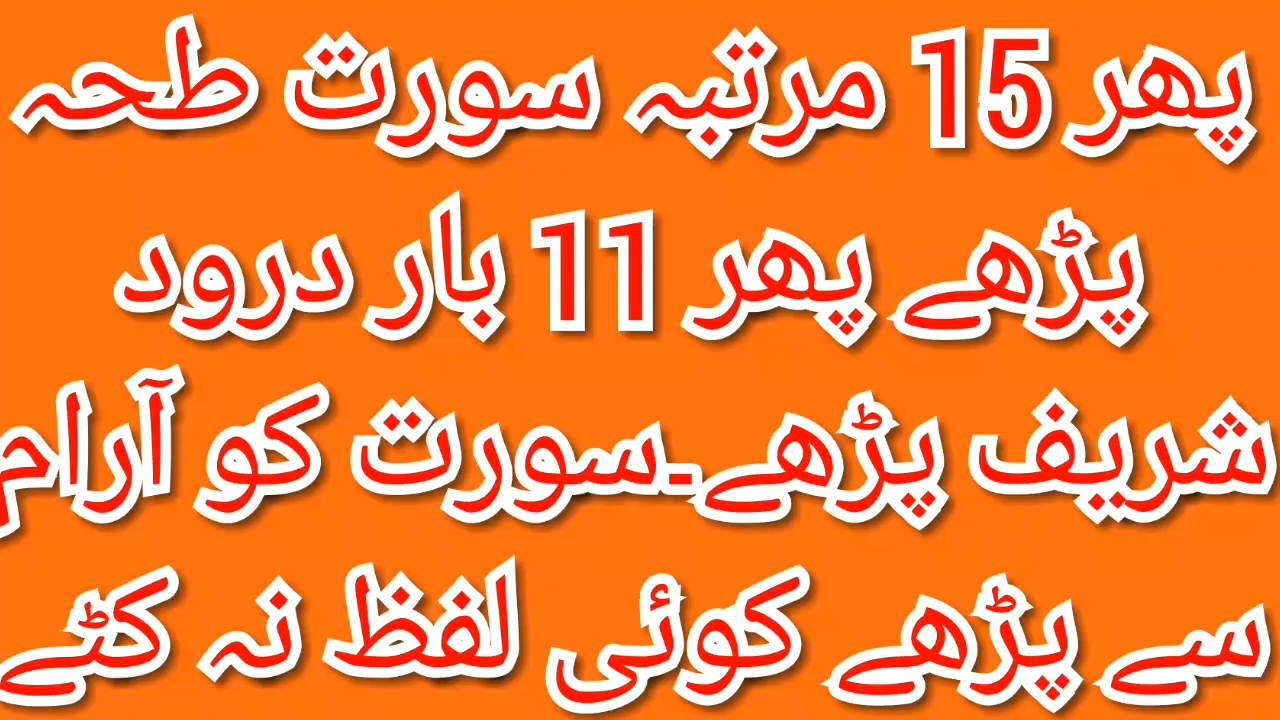 پھر 15 مرتبہ سورت طحہ
پڑھے پھر 11 بار درود
شریف پڑھے۔سورت کو آرام
سے پڑھے کوئی لفظ نہ کٹے